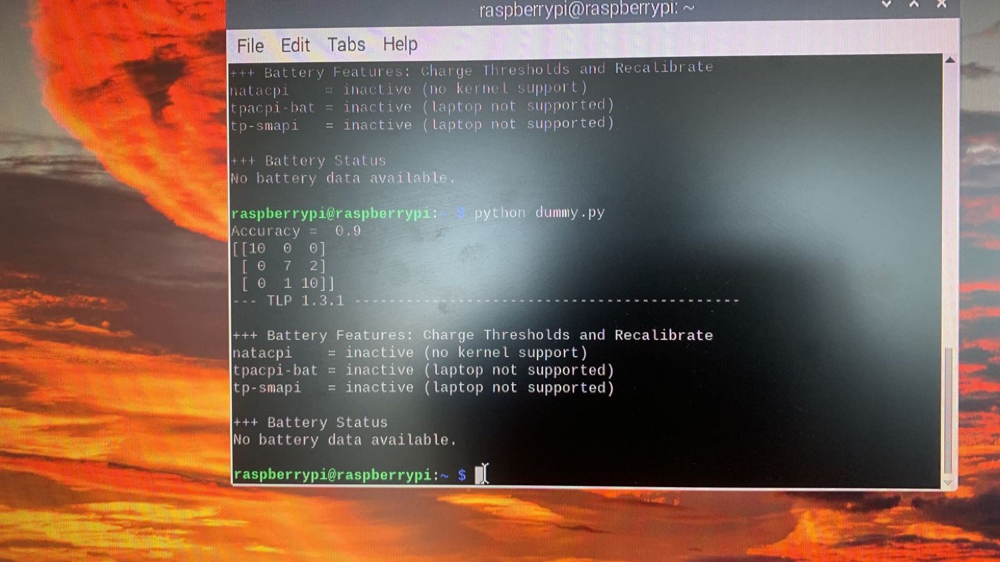 raspberrypi@raspberrypi: ~
File Edit Tabs Help
+++ Battery Features: Charge Thresholds and Recalibrate
natacpi    = inactive (no kernel support)
tpacpi-bat = inactive (laptop not supported)
tp-smapi   = inactive (laptop not supported)
+++ Battery Status
No battery data available.
raspberrypi@raspberrypi:~ $ python dummy.py
Accuracy =  0.9
[[10  0  0]
 [ 0  7  2]
 [ 0  1 10]]
--- TLP 1.3.1 --------------------------------------------
+++ Battery Features: Charge Thresholds and Recalibrate
natacpi    = inactive (no kernel support)
tpacpi-bat = inactive (laptop not supported)
tp-smapi   = inactive (laptop not supported)
+++ Battery Status
No battery data available.
raspberrypi@raspberrypi:~ $